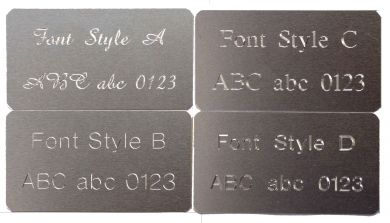 Font Style A
ABC abc 0123
Font Style C
ABC abc 0123
Font Style B
ABC abc 0123
Font Style D
ABC abc 0123